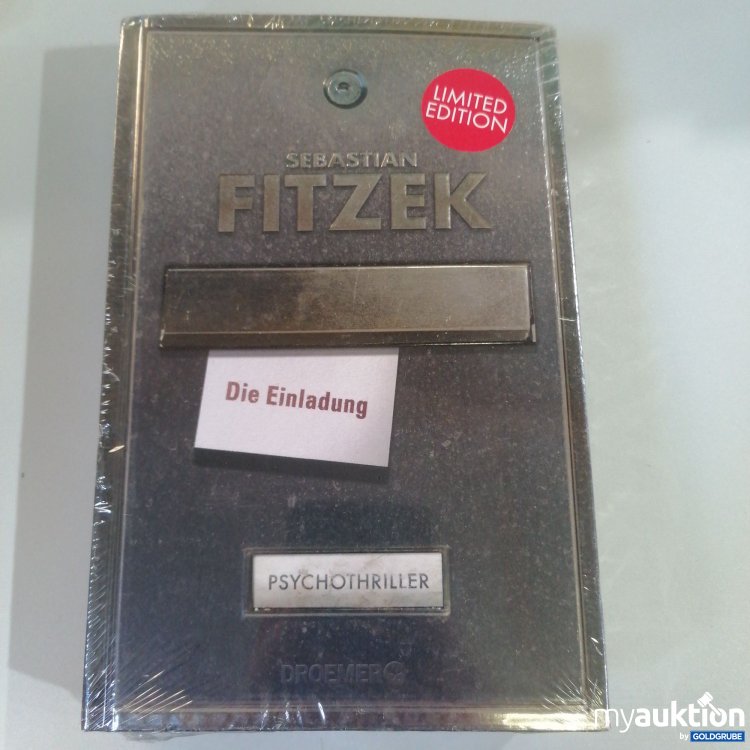 LIMITED
EDITION
SEBASTIAN
FITZEK
Die Einladung
PSYCHOTHRILLER
DROEMER
myauktion
by GOLDGRUBE